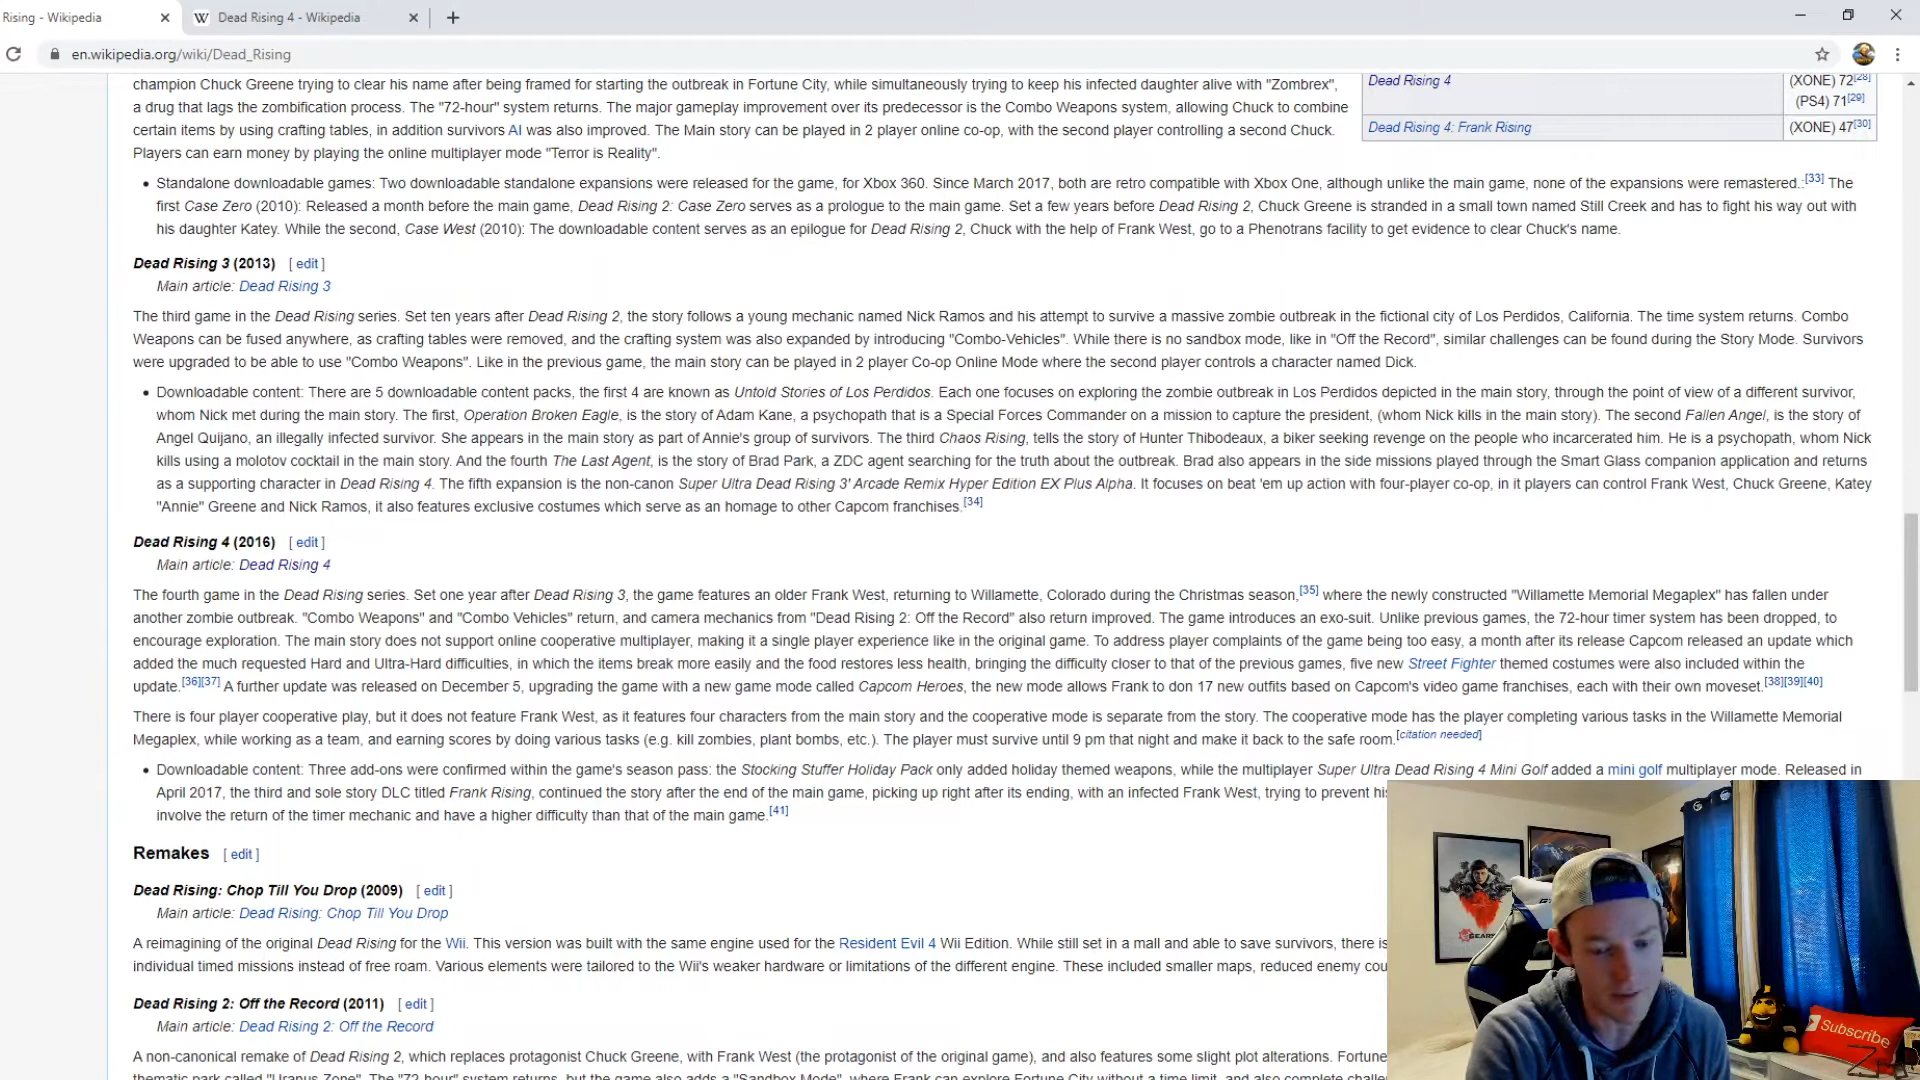 Rising - Wikipedia
W Dead Rising 4 - Wikipedia
en.wikipedia.org/wiki/Dead_Rising
champion Chuck Greene trying to clear his name after being framed for starting the outbreak in Fortune City, while simultaneously trying to keep his infected daughter alive with "Zombrex",
a drug that lags the zombification process. The "72-hour" system returns. The major gameplay improvement over its predecessor is the Combo Weapons system, allowing Chuck to combine
certain items by using crafting tables, in addition survivors AI was also improved. The Main story can be played in 2 player online co-op, with the second player controlling a second Chuck.
Players can earn money by playing the online multiplayer mode "Terror is Reality".
Dead Rising 4
(XONE) 72[28]
(PS4) 71[29]
Dead Rising 4: Frank Rising
(XONE) 47[30]
• Standalone downloadable games: Two downloadable standalone expansions were released for the game, for Xbox 360. Since March 2017, both are retro compatible with Xbox One, although unlike the main game, none of the expansions were remastered.:[33] The
first Case Zero (2010): Released a month before the main game, Dead Rising 2: Case Zero serves as a prologue to the main game. Set a few years before Dead Rising 2, Chuck Greene is stranded in a small town named Still Creek and has to fight his way out with
his daughter Katey. While the second, Case West (2010): The downloadable content serves as an epilogue for Dead Rising 2, Chuck with the help of Frank West, go to a Phenotrans facility to get evidence to clear Chuck's name.
Dead Rising 3 (2013) [ edit ]
Main article: Dead Rising 3
The third game in the Dead Rising series. Set ten years after Dead Rising 2, the story follows a young mechanic named Nick Ramos and his attempt to survive a massive zombie outbreak in the fictional city of Los Perdidos, California. The time system returns. Combo
Weapons can be fused anywhere, as crafting tables were removed, and the crafting system was also expanded by introducing "Combo-Vehicles". While there is no sandbox mode, like in "Off the Record", similar challenges can be found during the Story Mode. Survivors
were upgraded to be able to use "Combo Weapons". Like in the previous game, the main story can be played in 2 player Co-op Online Mode where the second player controls a character named Dick.
• Downloadable content: There are 5 downloadable content packs, the first 4 are known as Untold Stories of Los Perdidos. Each one focuses on exploring the zombie outbreak in Los Perdidos depicted in the main story, through the point of view of a different survivor,
whom Nick met during the main story. The first, Operation Broken Eagle, is the story of Adam Kane, a psychopath that is a Special Forces Commander on a mission to capture the president, (whom Nick kills in the main story). The second Fallen Angel, is the story of
Angel Quijano, an illegally infected survivor. She appears in the main story as part of Annie's group of survivors. The third Chaos Rising, tells the story of Hunter Thibodeaux, a biker seeking revenge on the people who incarcerated him. He is a psychopath, whom Nick
kills using a molotov cocktail in the main story. And the fourth The Last Agent, is the story of Brad Park, a ZDC agent searching for the truth about the outbreak. Brad also appears in the side missions played through the Smart Glass companion application and returns
as a supporting character in Dead Rising 4. The fifth expansion is the non-canon Super Ultra Dead Rising 3' Arcade Remix Hyper Edition EX Plus Alpha. It focuses on beat 'em up action with four-player co-op, in it players can control Frank West, Chuck Greene, Katey
"Annie" Greene and Nick Ramos, it also features exclusive costumes which serve as an homage to other Capcom franchises.[34]
Dead Rising 4 (2016) [ edit ]
Main article: Dead Rising 4
The fourth game in the Dead Rising series. Set one year after Dead Rising 3, the game features an older Frank West, returning to Willamette, Colorado during the Christmas season,[35] where the newly constructed "Willamette Memorial Megaplex" has fallen under
another zombie outbreak. "Combo Weapons" and "Combo Vehicles" return, and camera mechanics from "Dead Rising 2: Off the Record" also return improved. The game introduces an exo-suit. Unlike previous games, the 72-hour timer system has been dropped, to
encourage exploration. The main story does not support online cooperative multiplayer, making it a single player experience like in the original game. To address player complaints of the game being too easy, a month after its release Capcom released an update which
added the much requested Hard and Ultra-Hard difficulties, in which the items break more easily and the food restores less health, bringing the difficulty closer to that of the previous games, five new Street Fighter themed costumes were also included within the
update.[36][37] A further update was released on December 5, upgrading the game with a new game mode called Capcom Heroes, the new mode allows Frank to don 17 new outfits based on Capcom's video game franchises, each with their own moveset.[38][39][40]
There is four player cooperative play, but it does not feature Frank West, as it features four characters from the main story and the cooperative mode is separate from the story. The cooperative mode has the player completing various tasks in the Willamette Memorial
Megaplex, while working as a team, and earning scores by doing various tasks (e.g. kill zombies, plant bombs, etc.). The player must survive until 9 pm that night and make it back to the safe room.[citation needed]
• Downloadable content: Three add-ons were confirmed within the game's season pass: the Stocking Stuffer Holiday Pack only added holiday themed weapons, while the multiplayer Super Ultra Dead Rising 4 Mini Golf added a mini golf multiplayer mode. Released in
April 2017, the third and sole story DLC titled Frank Rising, continued the story after the end of the main game, picking up right after its ending, with an infected Frank West, trying to prevent his
involve the return of the timer mechanic and have a higher difficulty than that of the main game.[41]
Remakes [ edit ]
Dead Rising: Chop Till You Drop (2009) [ edit ]
Main article: Dead Rising: Chop Till You Drop
A reimagining of the original Dead Rising for the Wii. This version was built with the same engine used for the Resident Evil 4 Wii Edition. While still set in a mall and able to save survivors, there is
individual timed missions instead of free roam. Various elements were tailored to the Wii's weaker hardware or limitations of the different engine. These included smaller maps, reduced enemy cou
Dead Rising 2: Off the Record (2011) [ edit ]
Main article: Dead Rising 2: Off the Record
A non-canonical remake of Dead Rising 2, which replaces protagonist Chuck Greene, with Frank West (the protagonist of the original game), and also features some slight plot alterations. Fortune
thematic park called "Uranus Zone". The "72 hour" system returns, but the game also adds a "Sandbox Mode", where Frank can explore Fortune City without a time limit, and also complete challe
GEARS
Subscribe